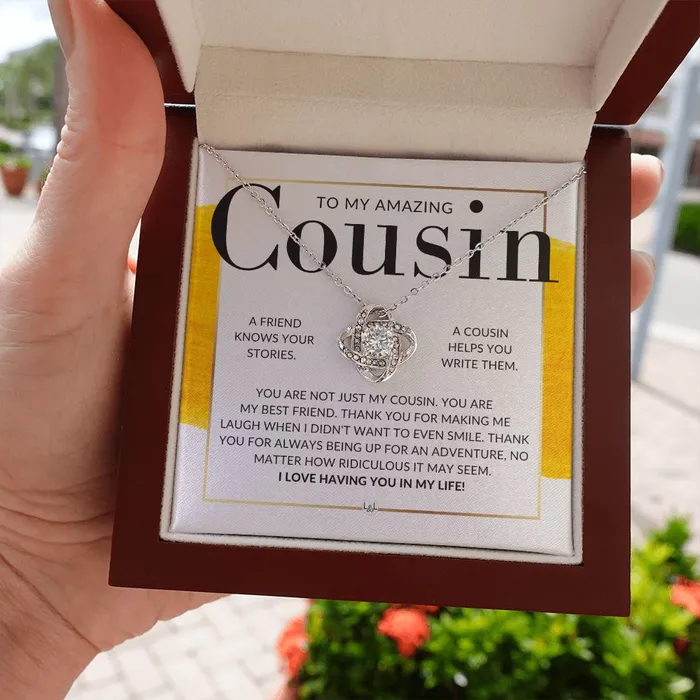 TO MY AMAZING
Cousin
A FRIEND
KNOWS YOUR
STORIES.
A COUSIN
HELPS YOU
WRITE THEM.
YOU ARE NOT JUST MY COUSIN. YOU ARE
MY BEST FRIEND. THANK YOU FOR MAKING ME
LAUGH WHEN I DIDN'T WANT TO EVEN SMILE. THANK
YOU FOR ALWAYS BEING UP FOR AN ADVENTURE, NO
MATTER HOW RIDICULOUS IT MAY SEEM.
I LOVE HAVING YOU IN MY LIFE!